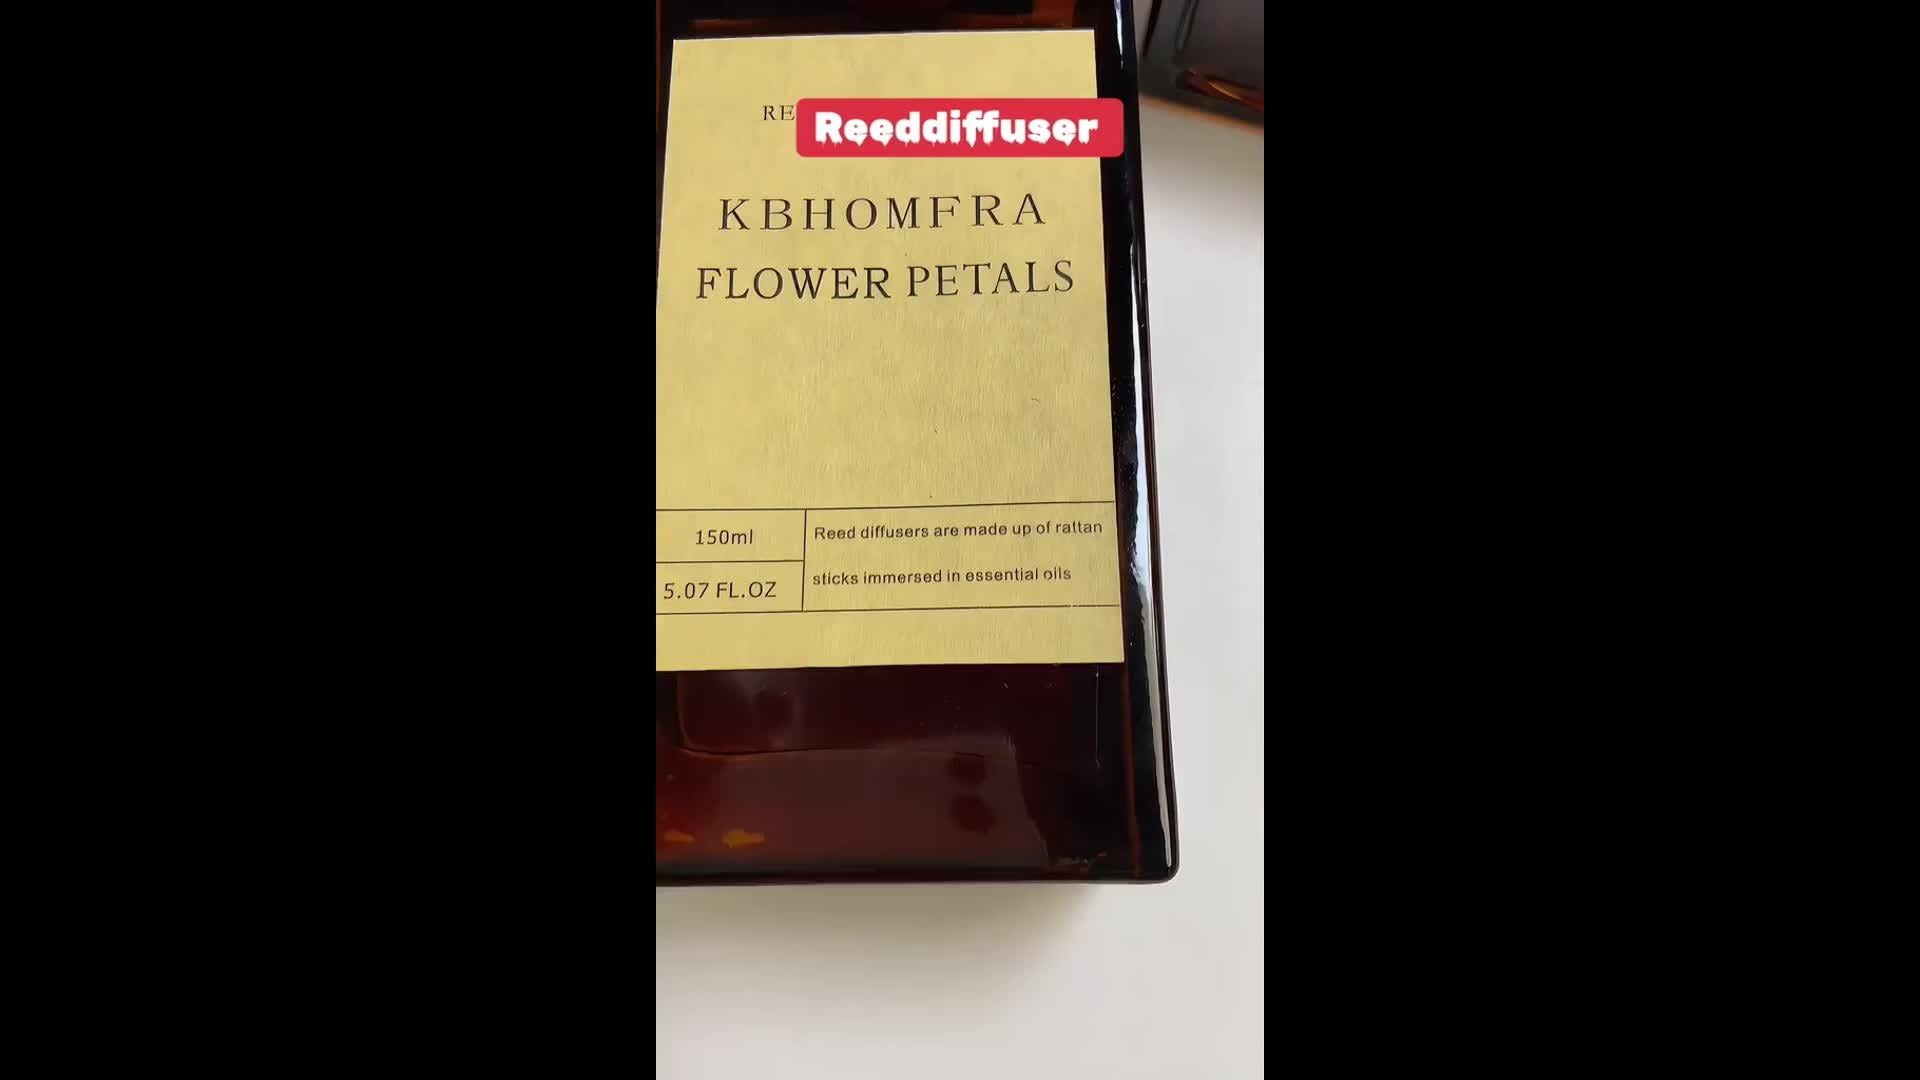 Reeddiffuser
KBHOMFRA
FLOWER PETALS
150ml
5.07 FL.OZ
Reed diffusers are made up of rattan
sticks immersed in essential oils